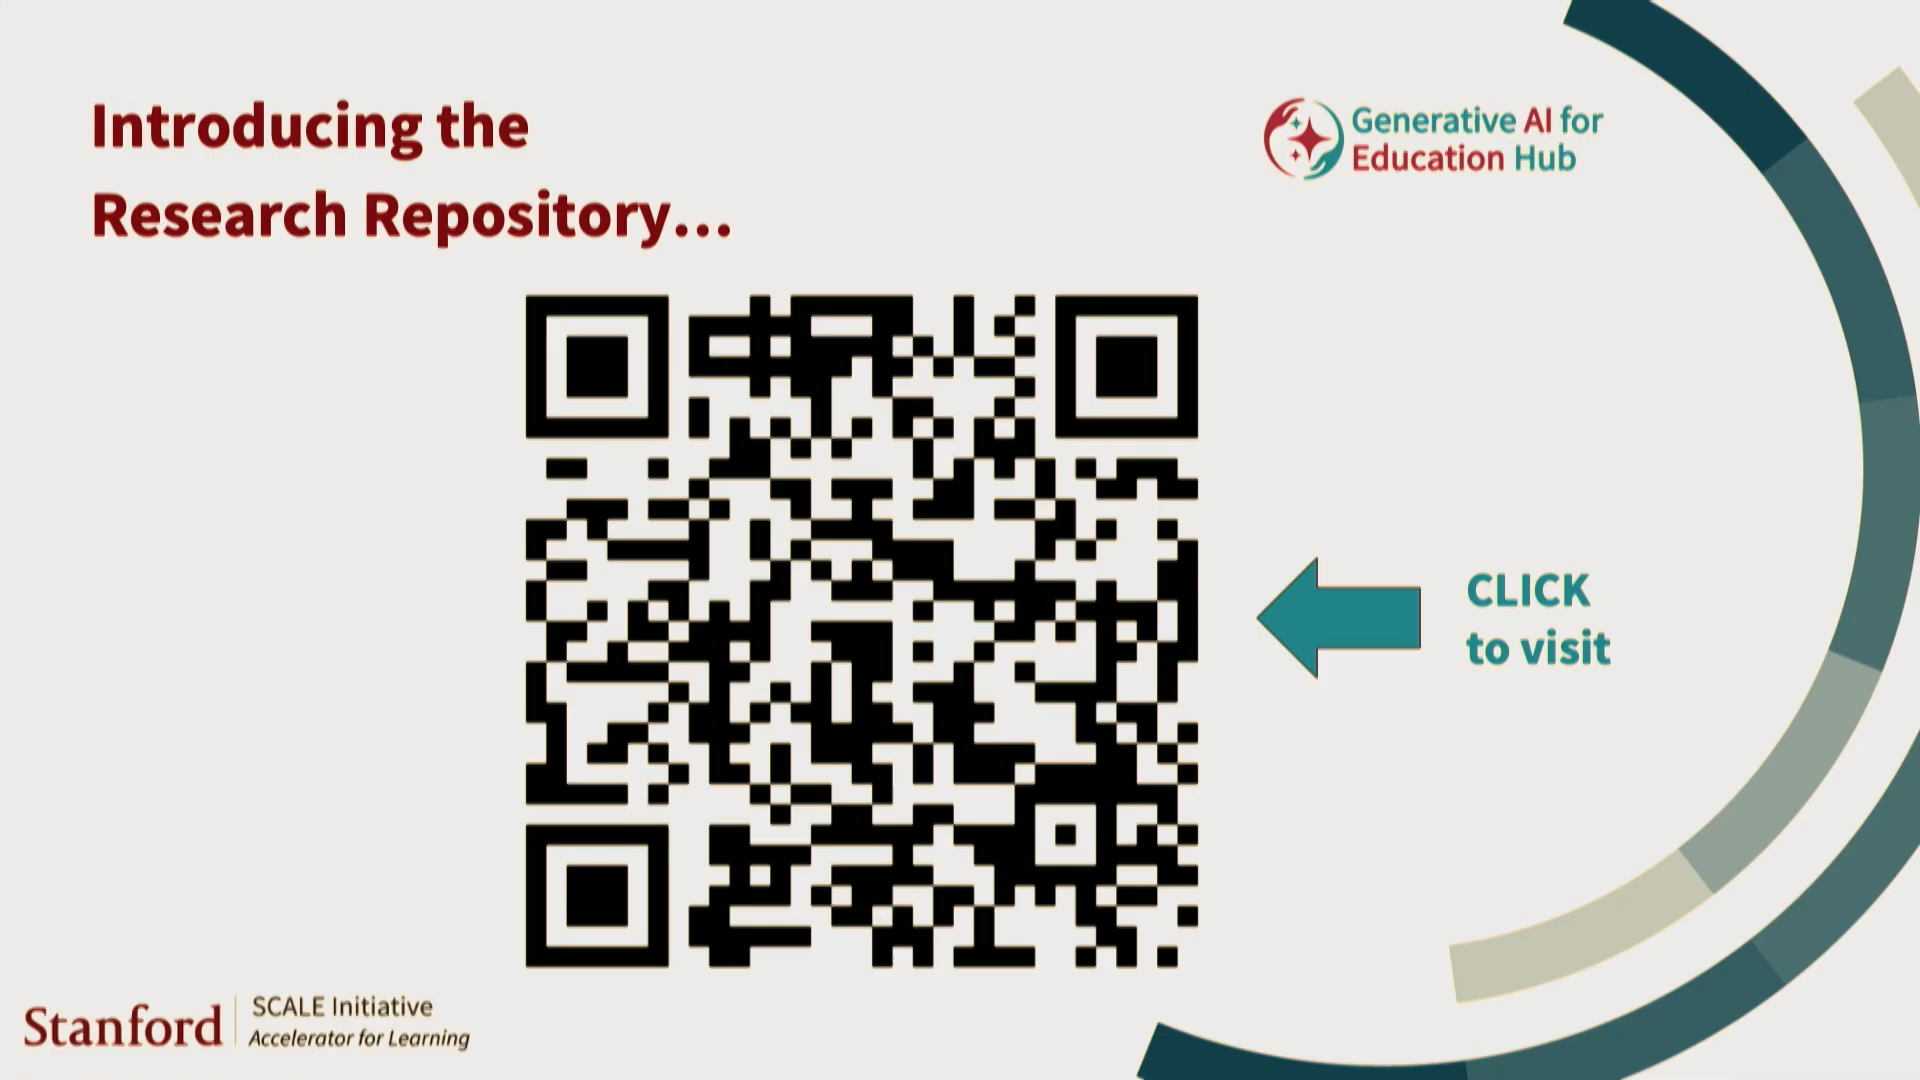 Introducing the
Research Repository...
Generative AI for
Education Hub
CLICK
to visit
Stanford
SCALE Initiative
Accelerator for Learning